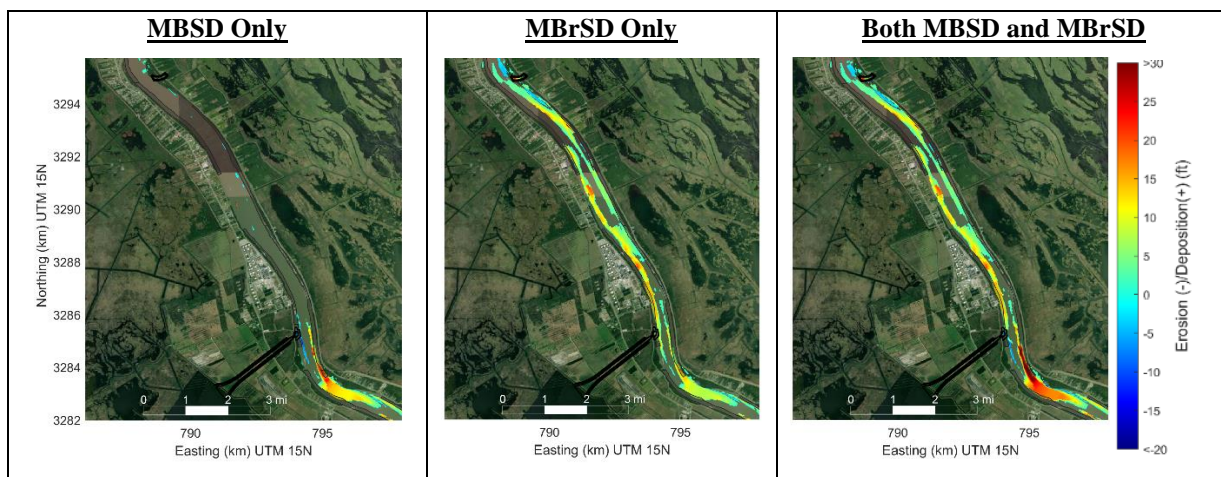 MBSD Only
MBrSD Only
Both MBSD and MBrSD
Northing (km) UTM 15N
3294
3292
3290
3288
3286
3284
3282
0 1 2 3 mi
790 795
Easting (km) UTM 15N
0 1 2 3 mi
790 795
Easting (km) UTM 15N
0 1 2 3 mi
790 795
Easting (km) UTM 15N
>30
25
20
15
10
5
0
-5
-10
-15
<-20
Erosion (-)/Deposition(+) (ft)